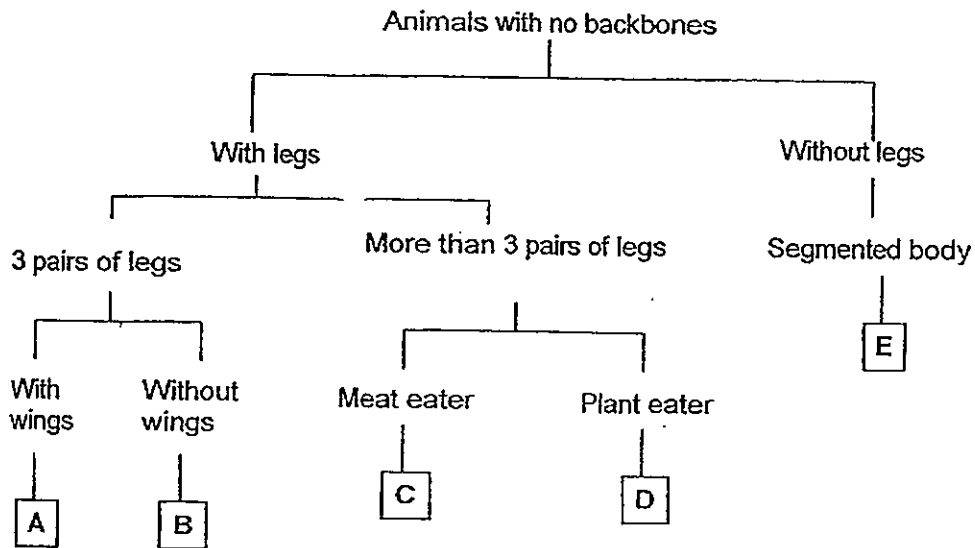 Animals with no backbones
With legs
Without legs
3 pairs of legs
More than 3 pairs of legs
Segmented body
With
wings
Without
wings
Meat eater
Plant eater
A
B
C
D
E